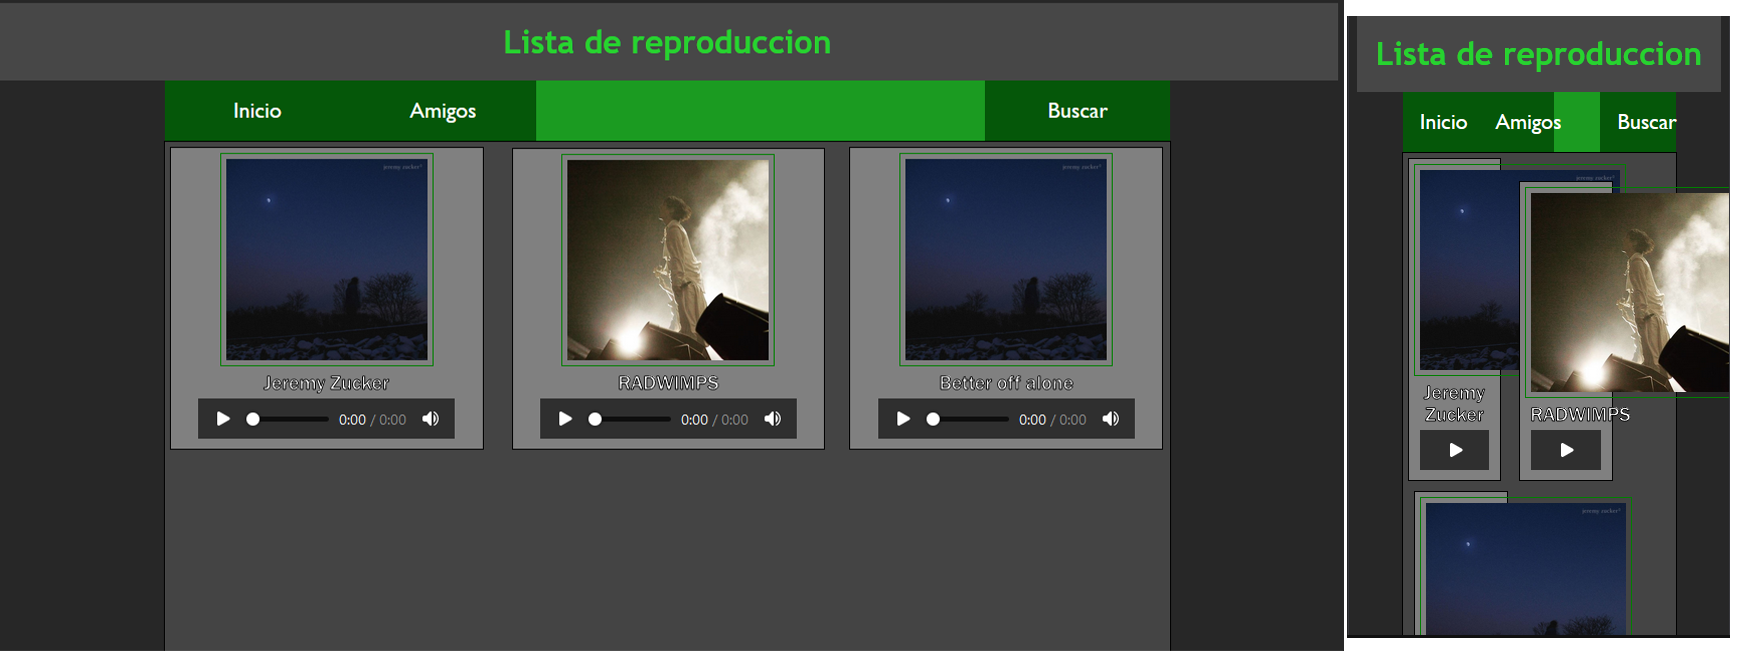 Lista de reproduccion
Inicio
Amigos
Buscar
jeremy zucker°
jeremy zucker°
Jeremy Zucker
RADWIMPS
Better off alone
0:00 / 0:00
0:00 / 0:00
0:00 / 0:00
Lista de reproduccion
Inicio
Amigos
Buscar
jeremy zucker°
Jeremy
Zucker
RADWIMPS
jeremy zucker°